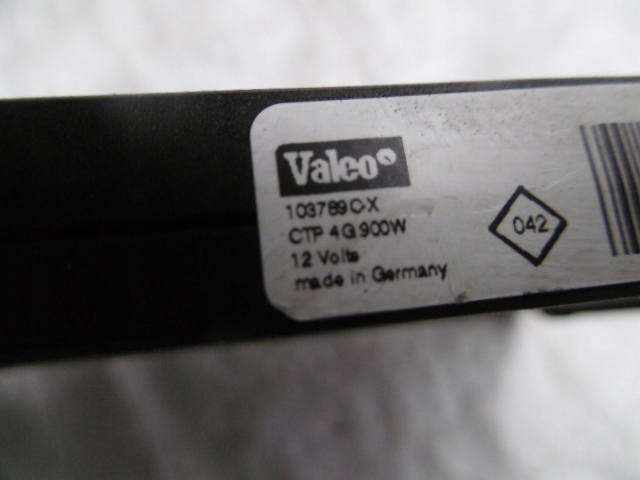 Valeo
103789C-X
CTP 4G 900W
12 Volts
made in Germany
042